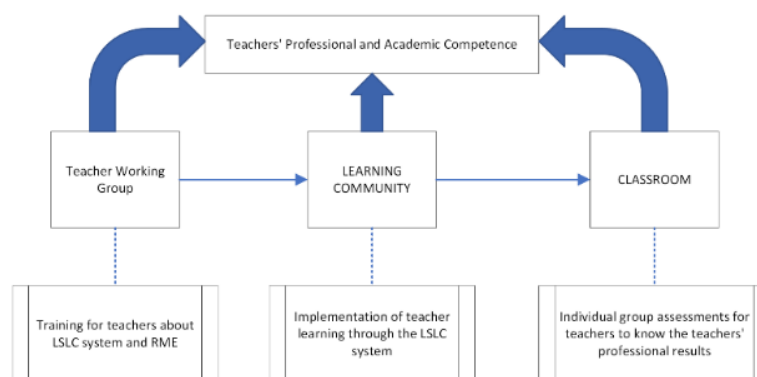 Teachers' Professional and Academic Competence
Teacher Working
Group
LEARNING
COMMUNITY
CLASSROOM
Training for teachers about
LSLC system and RME
Implementation of teacher
learning through the LSLC
system
Individual group assessments for
teachers to know the teachers'
professional results